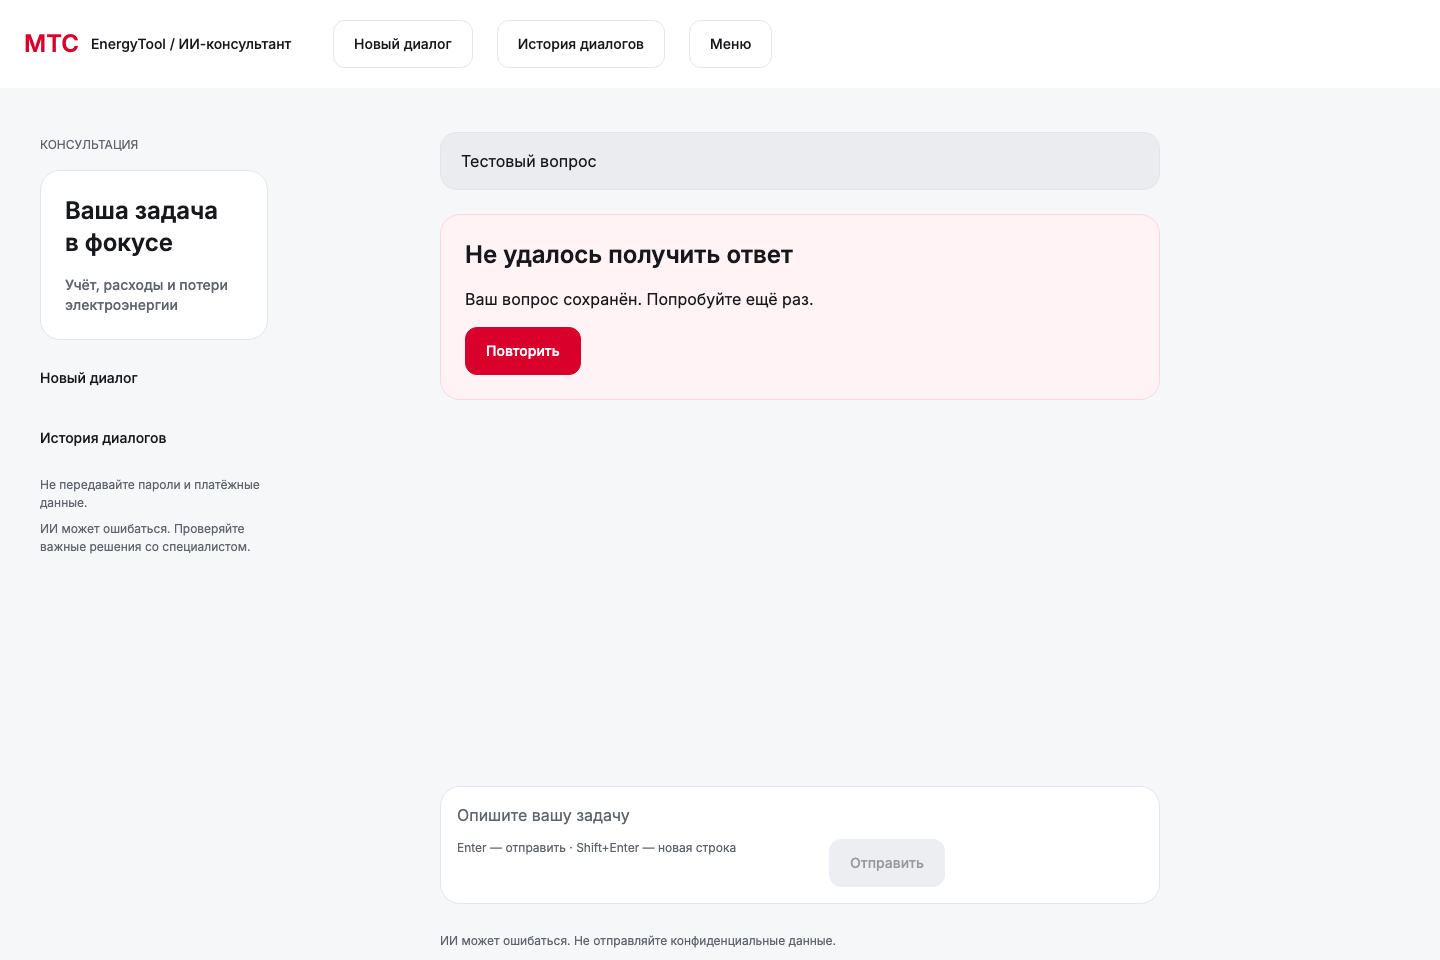 МТС EnergyTool / ИИ-консультант
Новый диалог
История диалогов
Меню
КОНСУЛЬТАЦИЯ
Ваша задача
в фокусе
Учёт, расходы и потери
электроэнергии
Новый диалог
История диалогов
Не передавайте пароли и платёжные
данные.
ИИ может ошибаться. Проверяйте
важные решения со специалистом.
Тестовый вопрос
Не удалось получить ответ
Ваш вопрос сохранён. Попробуйте ещё раз.
Повторить
Опишите вашу задачу
Enter — отправить · Shift+Enter — новая строка
Отправить
ИИ может ошибаться. Не отправляйте конфиденциальные данные.